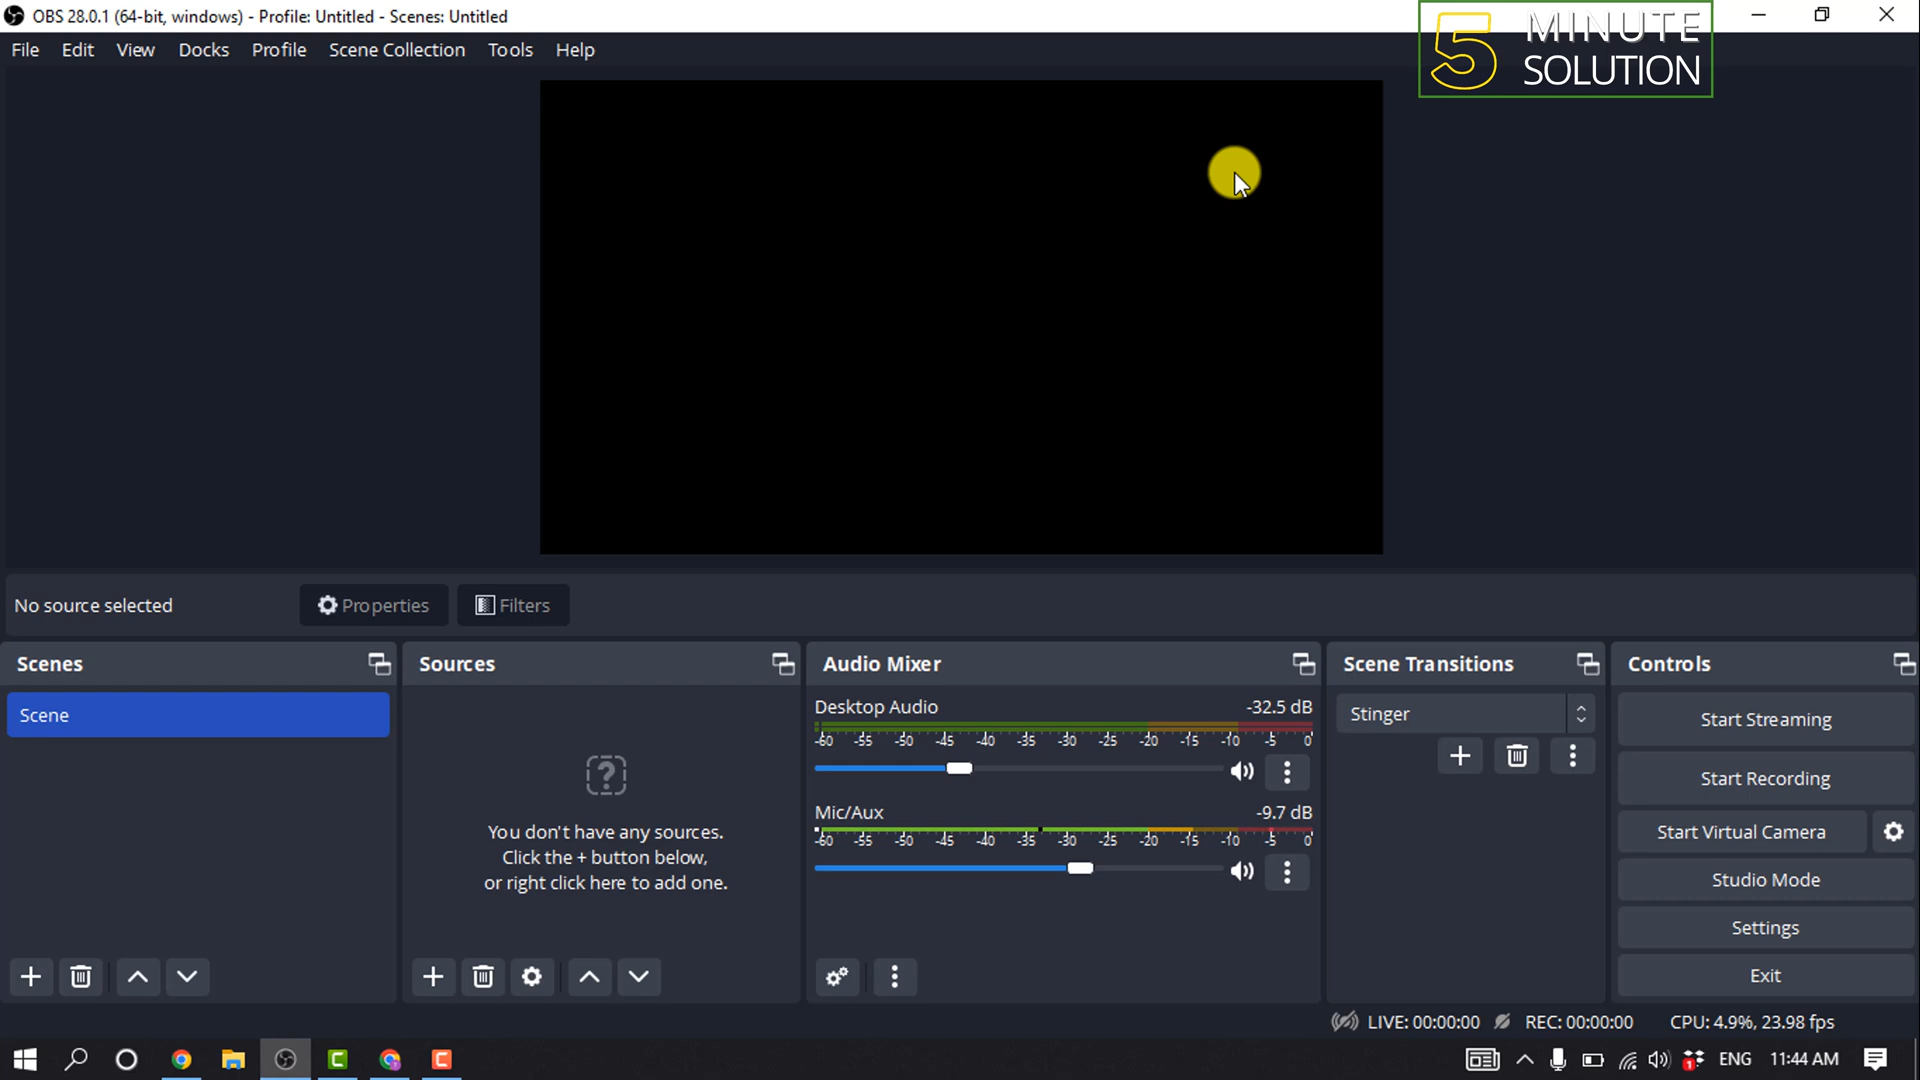 OBS 28.0.1 (64-bit, windows) - Profile: Untitled - Scenes: Untitled
5 MINUTE
SOLUTION
File Edit View Docks Profile Scene Collection Tools Help
No source selected Properties Filters
Scenes Sources Audio Mixer Scene Transitions Controls
Scene
You don't have any sources.
Click the + button below,
or right click here to add one.
Desktop Audio -32.5 dB
-60 -55 -50 -45 -40 -35 -30 -25 -20 -15 -10 -5 0
Mic/Aux -9.7 dB
-60 -55 -50 -45 -40 -35 -30 -25 -20 -15 -10 -5 0
Stinger
Start Streaming
Start Recording
Start Virtual Camera
Studio Mode
Settings
Exit
LIVE: 00:00:00 REC: 00:00:00 CPU: 4.9%, 23.98 fps
ENG 11:44 AM